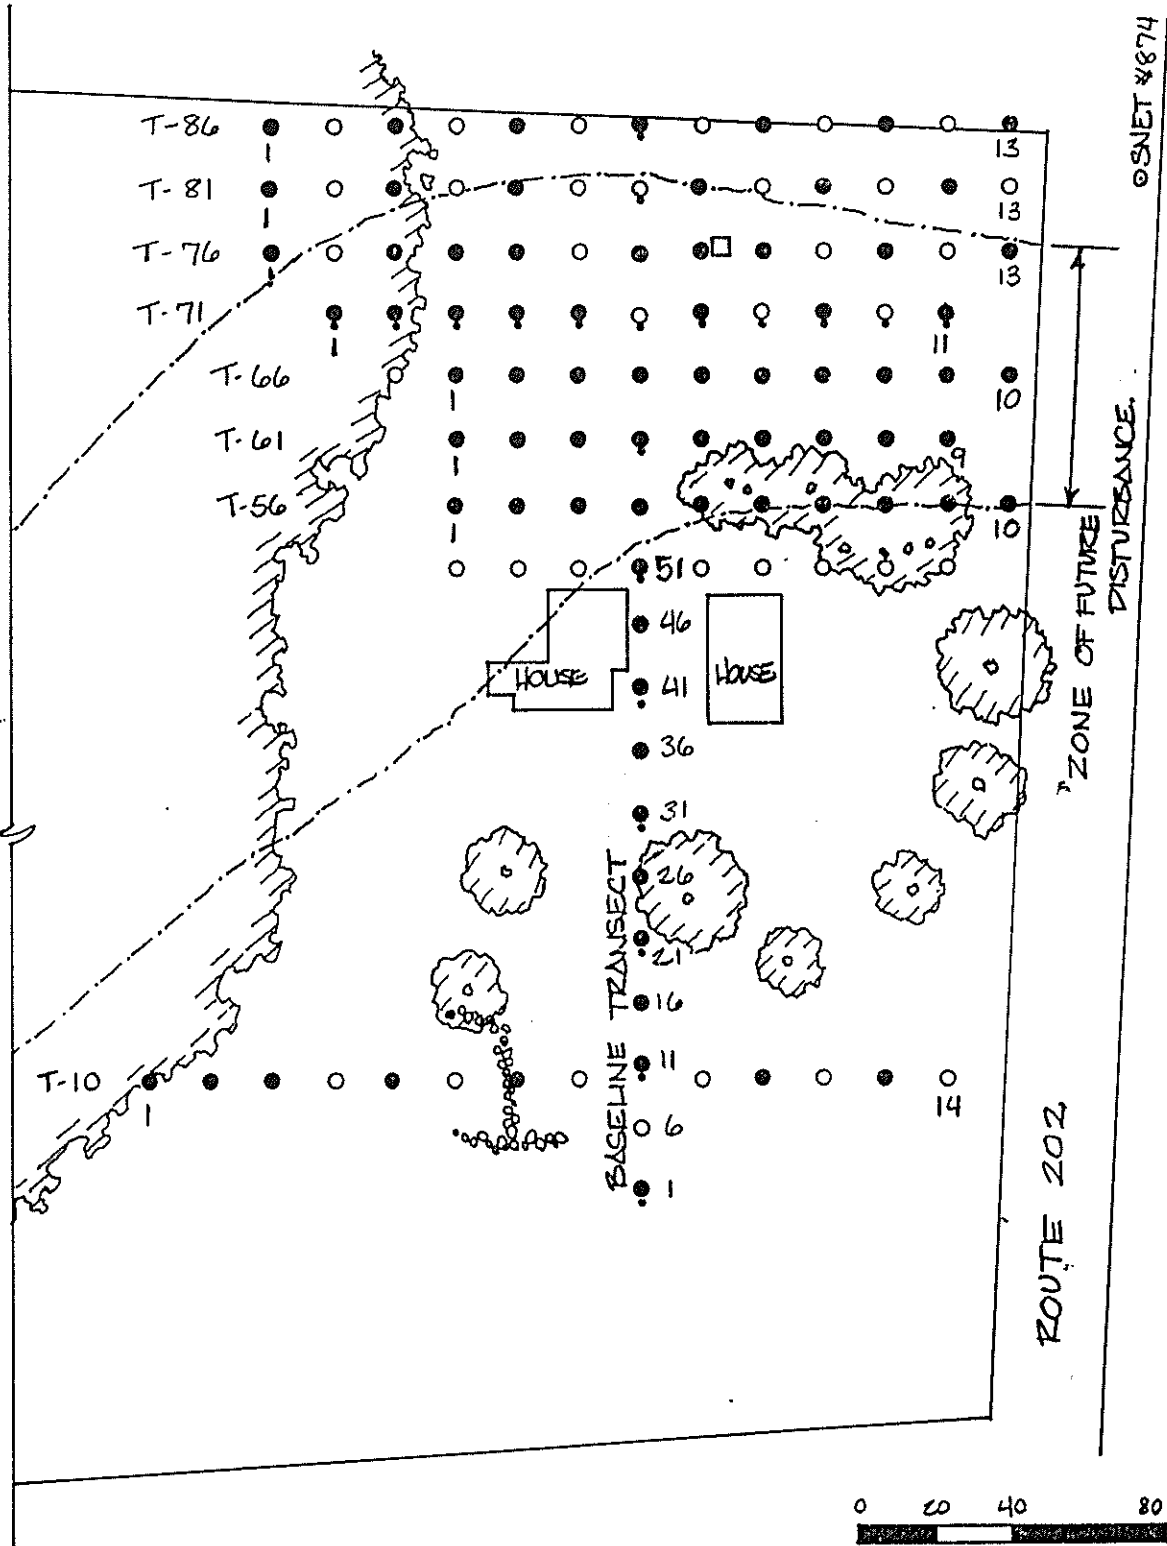 SNET #874
T-86
1
13
T-81
1
13
T-76
1
13
T-71
1
11
T-66
1
10
T-61
1
9
T-56
1
10
51
46
41
36
31
26
21
16
11
6
1
HOUSE
HOUSE
"ZONE OF FUTURE
DISTURBANCE.
BASELINE TRANSECT
T-10
1
14
ROUTE 202
0 20 40 80